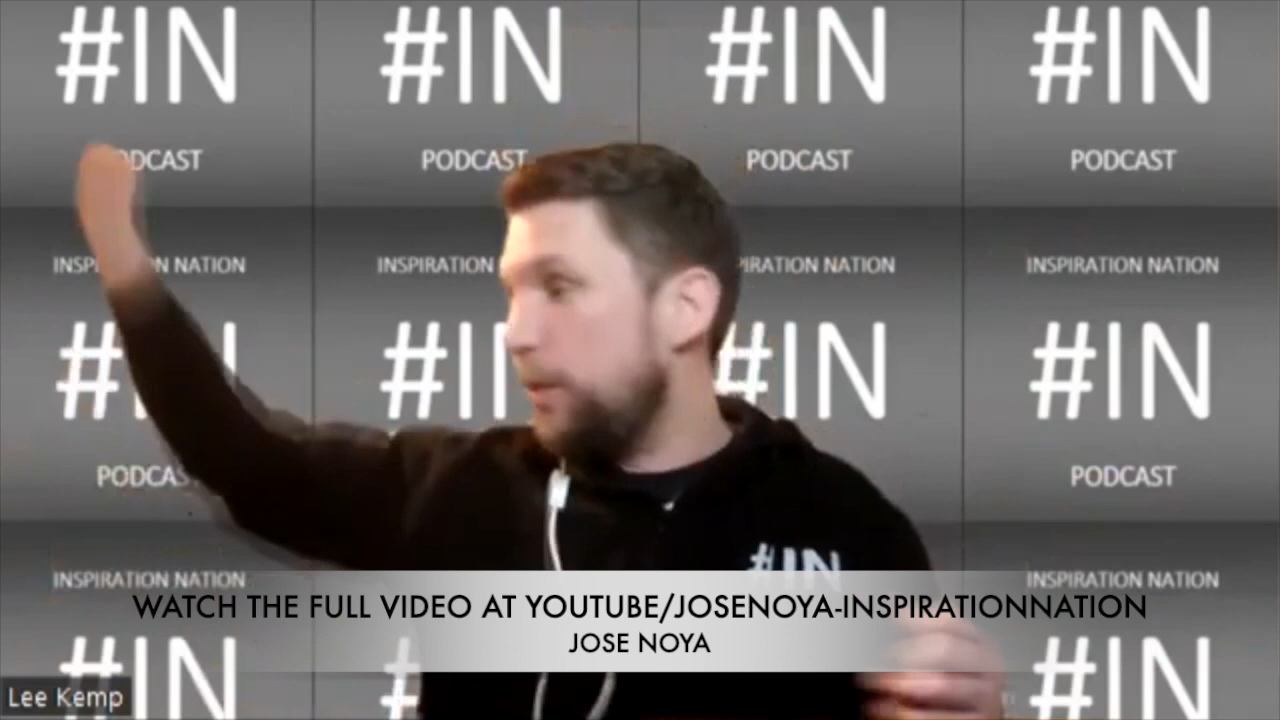 #IN #IN #IN #IN
PODCAST PODCAST PODCAST
INSPIRATION NATION
#IN #IN #IN
PODCAST
INSPIRATION NATION INSPIRATION NATION
#IN
WATCH THE FULL VIDEO AT YOUTUBE/JOSENOYA-INSPIRATIONNATION
JOSE NOYA
#IN #IN
Lee Kemp